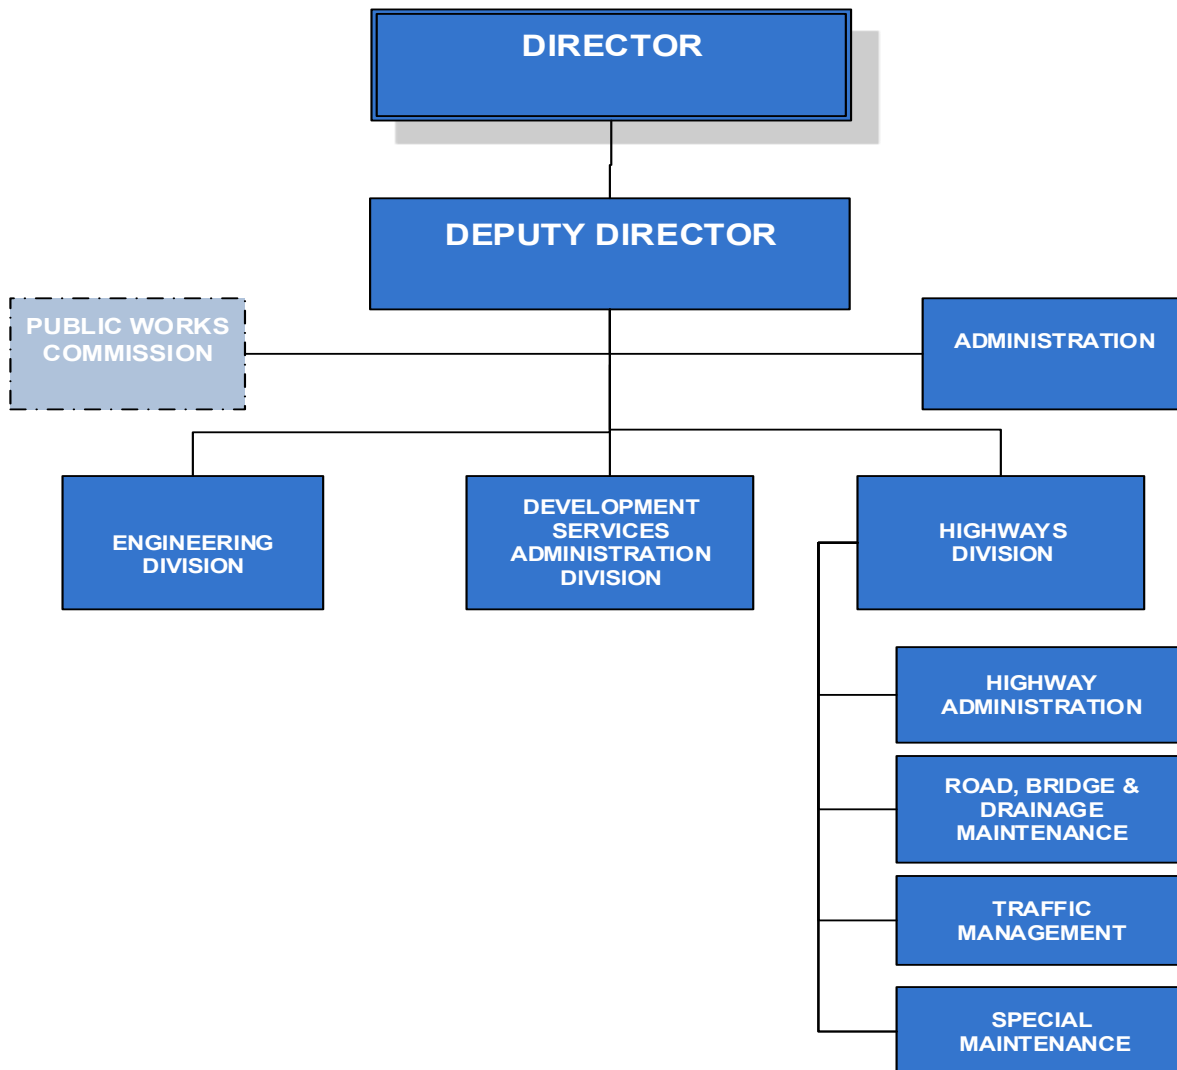 DIRECTOR
DEPUTY DIRECTOR
PUBLIC WORKS
COMMISSION
ADMINISTRATION
ENGINEERING
DIVISION
DEVELOPMENT
SERVICES
ADMINISTRATION
DIVISION
HIGHWAYS
DIVISION
HIGHWAY
ADMINISTRATION
ROAD, BRIDGE &
DRAINAGE
MAINTENANCE
TRAFFIC
MANAGEMENT
SPECIAL
MAINTENANCE